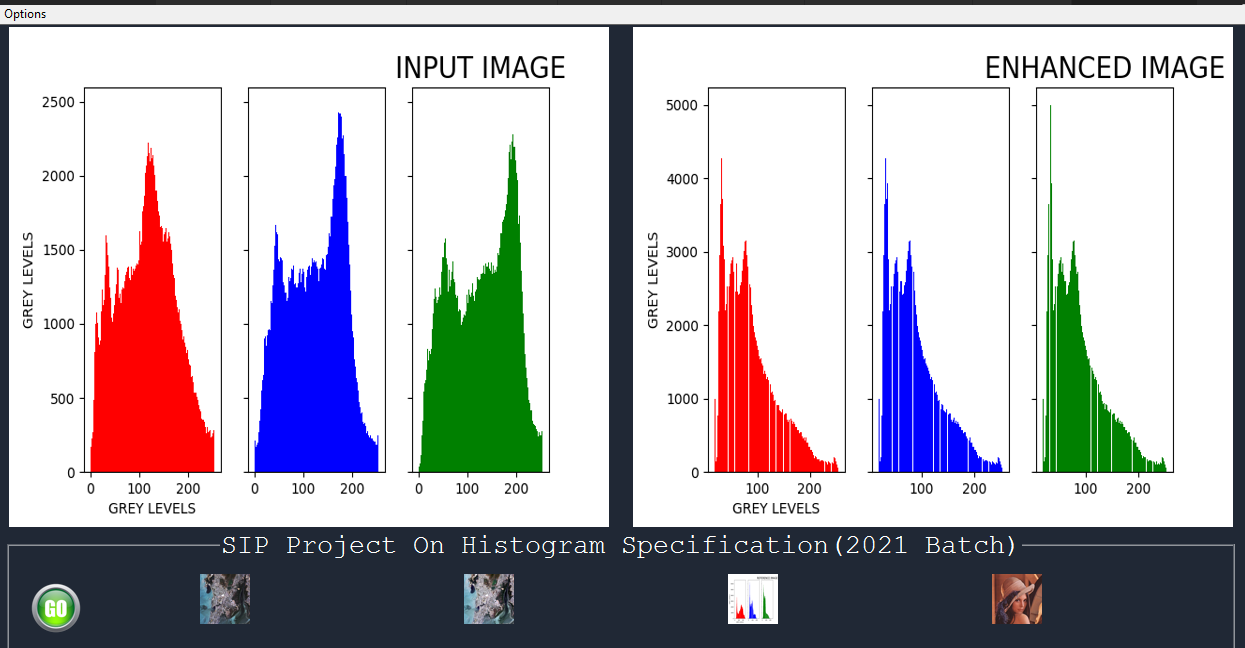 Options
INPUT IMAGE
2500
2000
1500
1000
500
0
GREY LEVELS
0 100 200 0 100 200 0 100 200
GREY LEVELS
ENHANCED IMAGE
5000
4000
3000
2000
1000
0
GREY LEVELS
100 200 100 200 100 200
GREY LEVELS
SIP Project On Histogram Specification(2021 Batch)
GO